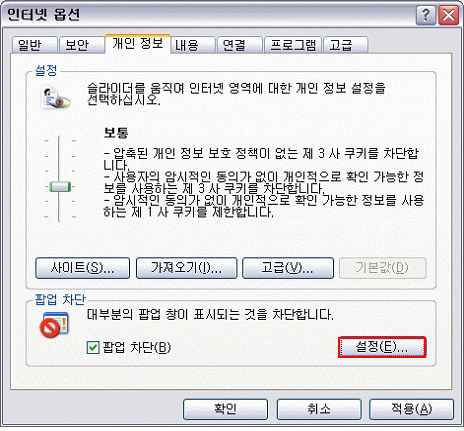 인터넷 옵션
일반 보안 개인 정보 내용 연결 프로그램 고급
설정
슬라이더를 움직여 인터넷 영역에 대한 개인 정보 설정을
선택하십시오.
보통
- 압축된 개인 정보 보호 정책이 없는 제 3 사 쿠키를 차단합
니다.
- 사용자의 암시적인 동의가 없이 개인적으로 확인 가능한 정
보를 사용하는 제 3 사 쿠키를 차단합니다.
- 암시적인 동의가 없이 개인적으로 확인 가능한 정보를 사용
하는 제 1 사 쿠키를 제한합니다.
사이트(S)... 가져오기(I)... 고급(V)... 기본값(D)
팝업 차단
대부분의 팝업 창이 표시되는 것을 차단합니다.
팝업 차단(B) 설정(E)...
확인 취소 적용(A)